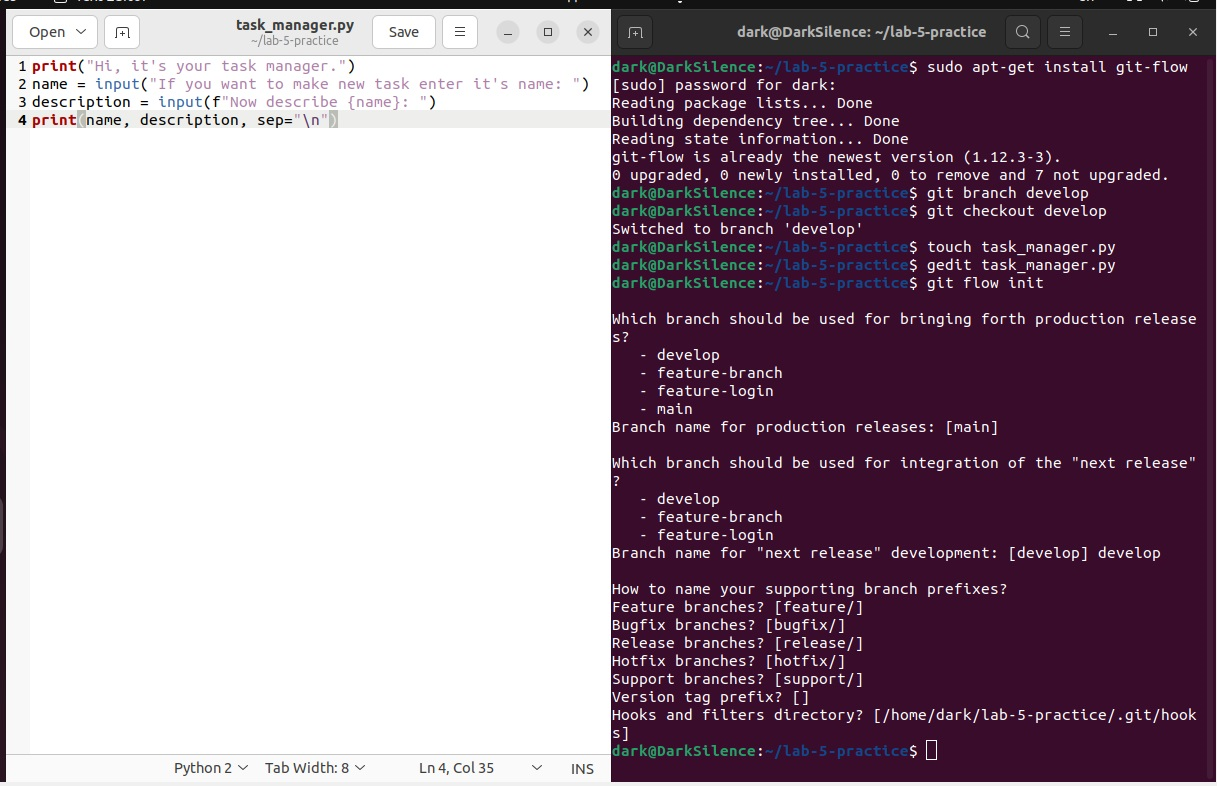 Open
task_manager.py
~/lab-5-practice
Save
1 print("Hi, it's your task manager.")
2 name = input("If you want to make new task enter it's name: ")
3 description = input(f"Now describe {name}: ")
4 print(name, description, sep="\n")
Python 2
Tab Width: 8
Ln 4, Col 35
INS
dark@DarkSilence: ~/lab-5-practice
dark@DarkSilence:~/lab-5-practice$ sudo apt-get install git-flow
[sudo] password for dark:
Reading package lists... Done
Building dependency tree... Done
Reading state information... Done
git-flow is already the newest version (1.12.3-3).
0 upgraded, 0 newly installed, 0 to remove and 7 not upgraded.
dark@DarkSilence:~/lab-5-practice$ git branch develop
dark@DarkSilence:~/lab-5-practice$ git checkout develop
Switched to branch 'develop'
dark@DarkSilence:~/lab-5-practice$ touch task_manager.py
dark@DarkSilence:~/lab-5-practice$ gedit task_manager.py
dark@DarkSilence:~/lab-5-practice$ git flow init
Which branch should be used for bringing forth production release
s?
- develop
- feature-branch
- feature-login
- main
Branch name for production releases: [main]
Which branch should be used for integration of the "next release"
?
- develop
- feature-branch
- feature-login
Branch name for "next release" development: [develop] develop
How to name your supporting branch prefixes?
Feature branches? [feature/]
Bugfix branches? [bugfix/]
Release branches? [release/]
Hotfix branches? [hotfix/]
Support branches? [support/]
Version tag prefix? []
Hooks and filters directory? [/home/dark/lab-5-practice/.git/hook
s]
dark@DarkSilence:~/lab-5-practice$